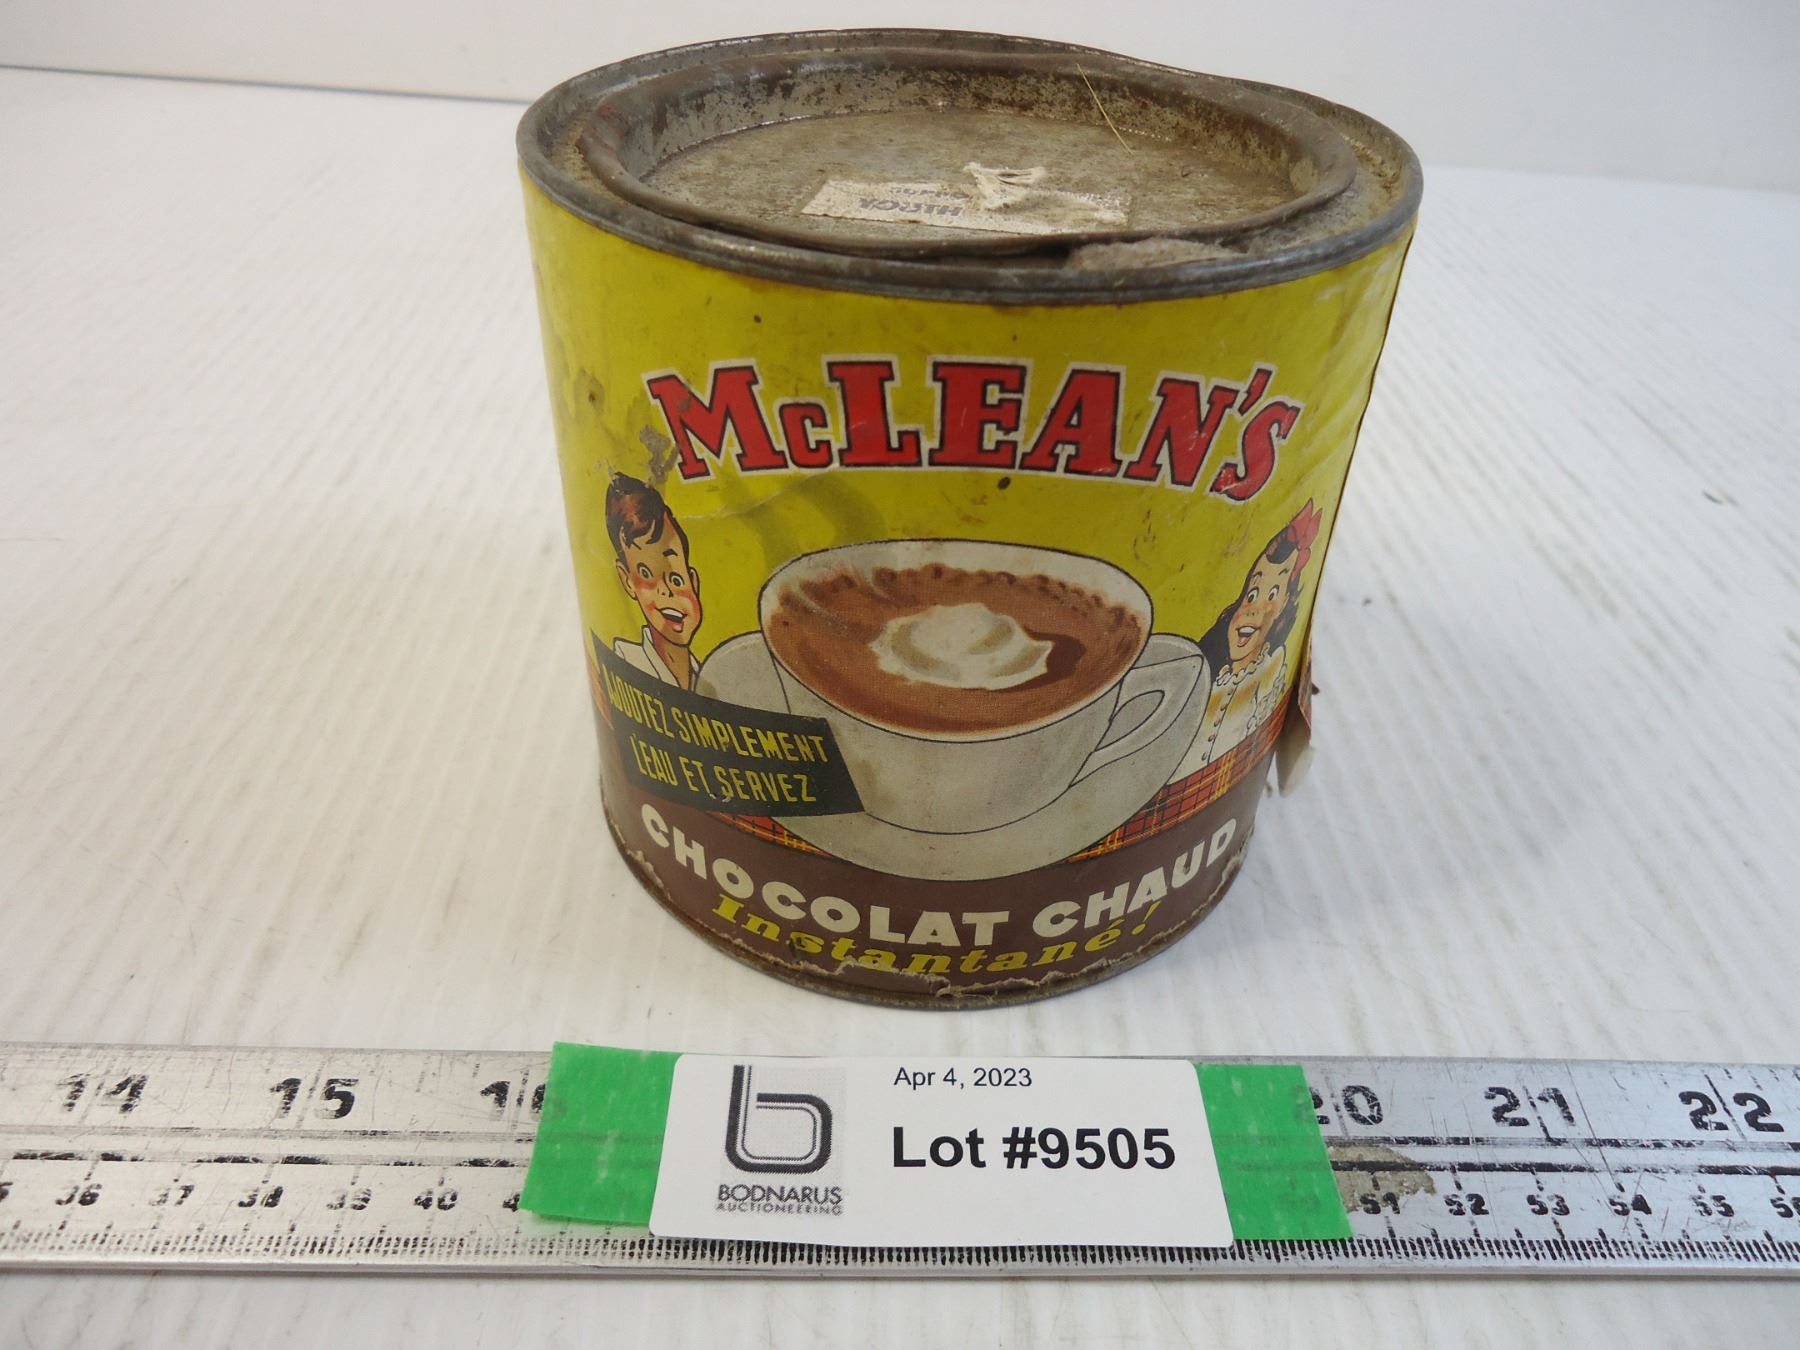 McLEAN'S
AJOUTEZ SIMPLEMENT
L'EAU ET SERVEZ
CHOCOLAT CHAUD
Instantané!
Apr 4, 2023
Lot #9505
BODNARUS
AUCTIONEERING
14 15 20 21 22
36 37 38 39 40 51 52 53 54 55